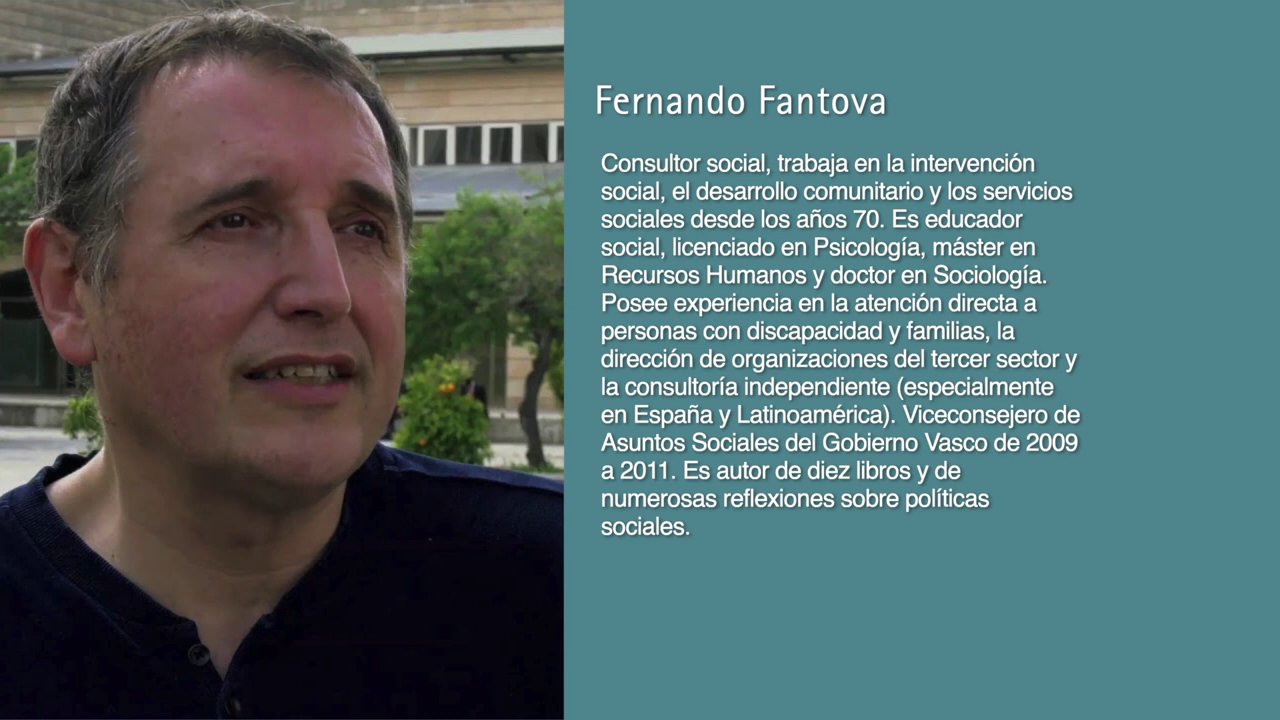 Fernando Fantova
Consultor social, trabaja en la intervención
social, el desarrollo comunitario y los servicios
sociales desde los años 70. Es educador
social, licenciado en Psicología, máster en
Recursos Humanos y doctor en Sociología.
Posee experiencia en la atención directa a
personas con discapacidad y familias, la
dirección de organizaciones del tercer sector y
la consultoría independiente (especialmente
en España y Latinoamérica). Viceconsejero de
Asuntos Sociales del Gobierno Vasco de 2009
a 2011. Es autor de diez libros y de
numerosas reflexiones sobre políticas
sociales.